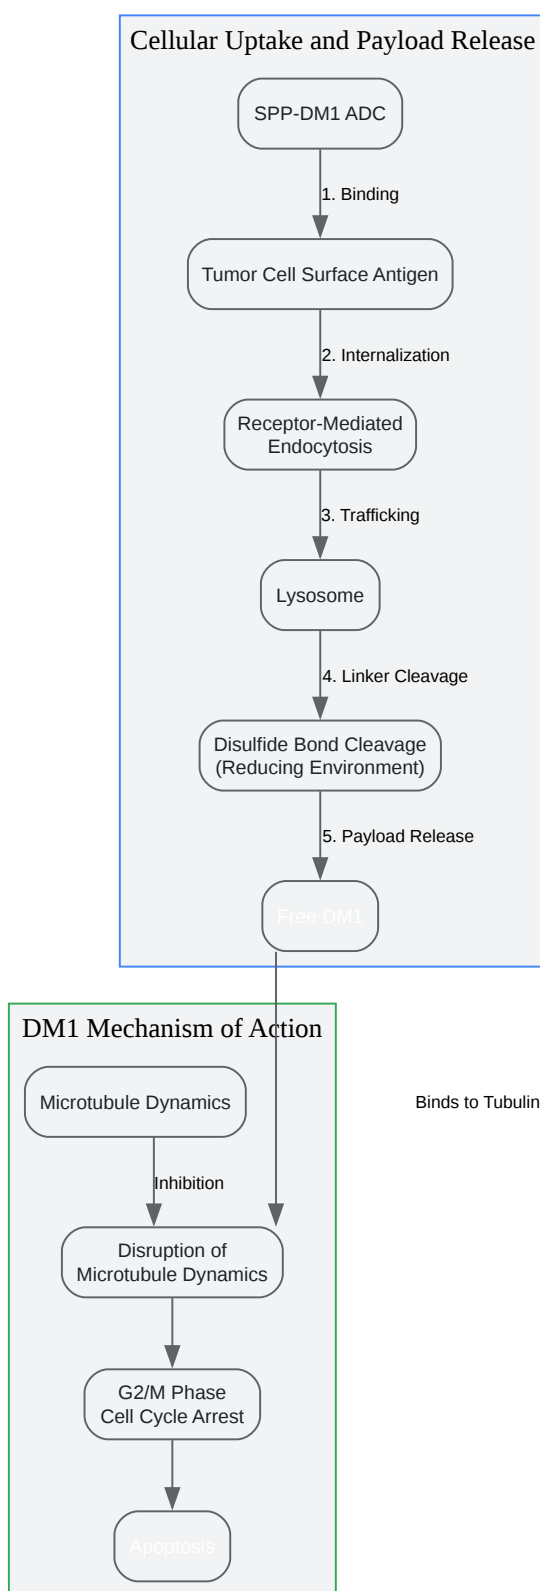 Cellular Uptake and Payload Release
SPP-DM1 ADC
1. Binding
Tumor Cell Surface Antigen
2. Internalization
Receptor-Mediated
Endocytosis
3. Trafficking
Lysosome
4. Linker Cleavage
Disulfide Bond Cleavage
(Reducing Environment)
5. Payload Release
Free DM1
DM1 Mechanism of Action
Microtubule Dynamics
Binds to Tubulin
Inhibition
Disruption of
Microtubule Dynamics
G2/M Phase
Cell Cycle Arrest
Apoptosis